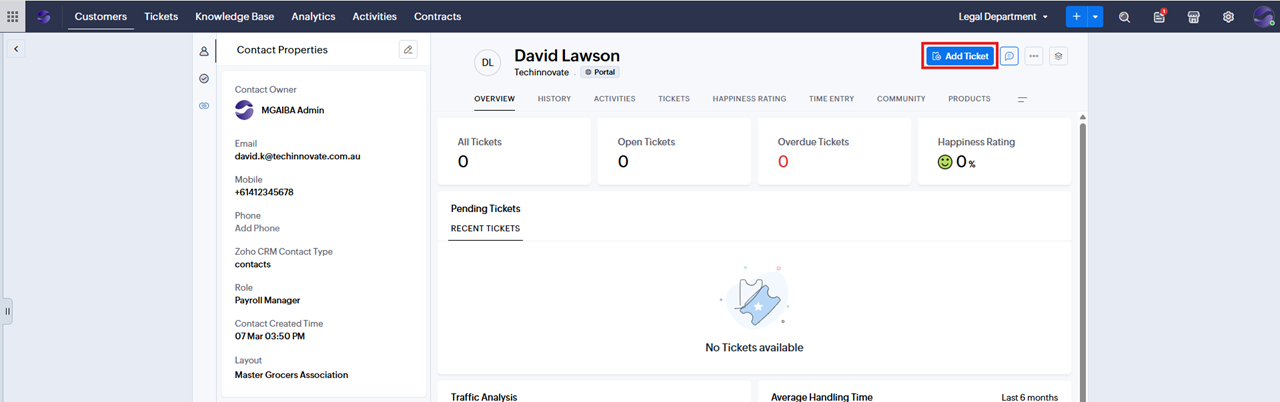 Customers Tickets Knowledge Base Analytics Activities Contracts Legal Department
1
Contact Properties
Contact Owner
MGAIBA Admin
Email
david.k@techinnovate.com.au
Mobile
+61412345678
Phone
Add Phone
Zoho CRM Contact Type
contacts
Role
Payroll Manager
Contact Created Time
07 Mar 03:50 PM
Layout
Master Grocers Association
DL
David Lawson
Techinnovate . Portal
Add Ticket
OVERVIEW HISTORY ACTIVITIES TICKETS HAPPINESS RATING TIME ENTRY COMMUNITY PRODUCTS
All Tickets
0
Open Tickets
0
Overdue Tickets
0
Happiness Rating
0 %
Pending Tickets
RECENT TICKETS
No Tickets available
Traffic Analysis
Average Handling Time Last 6 months